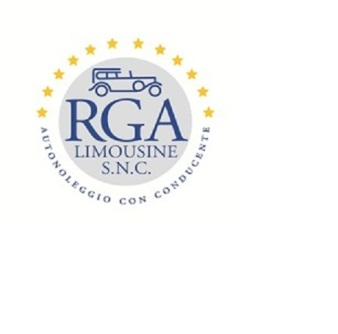 RGA
LIMOUSINE
S.N.C.
AUTONOLEGGIO CON CONDUCENTE